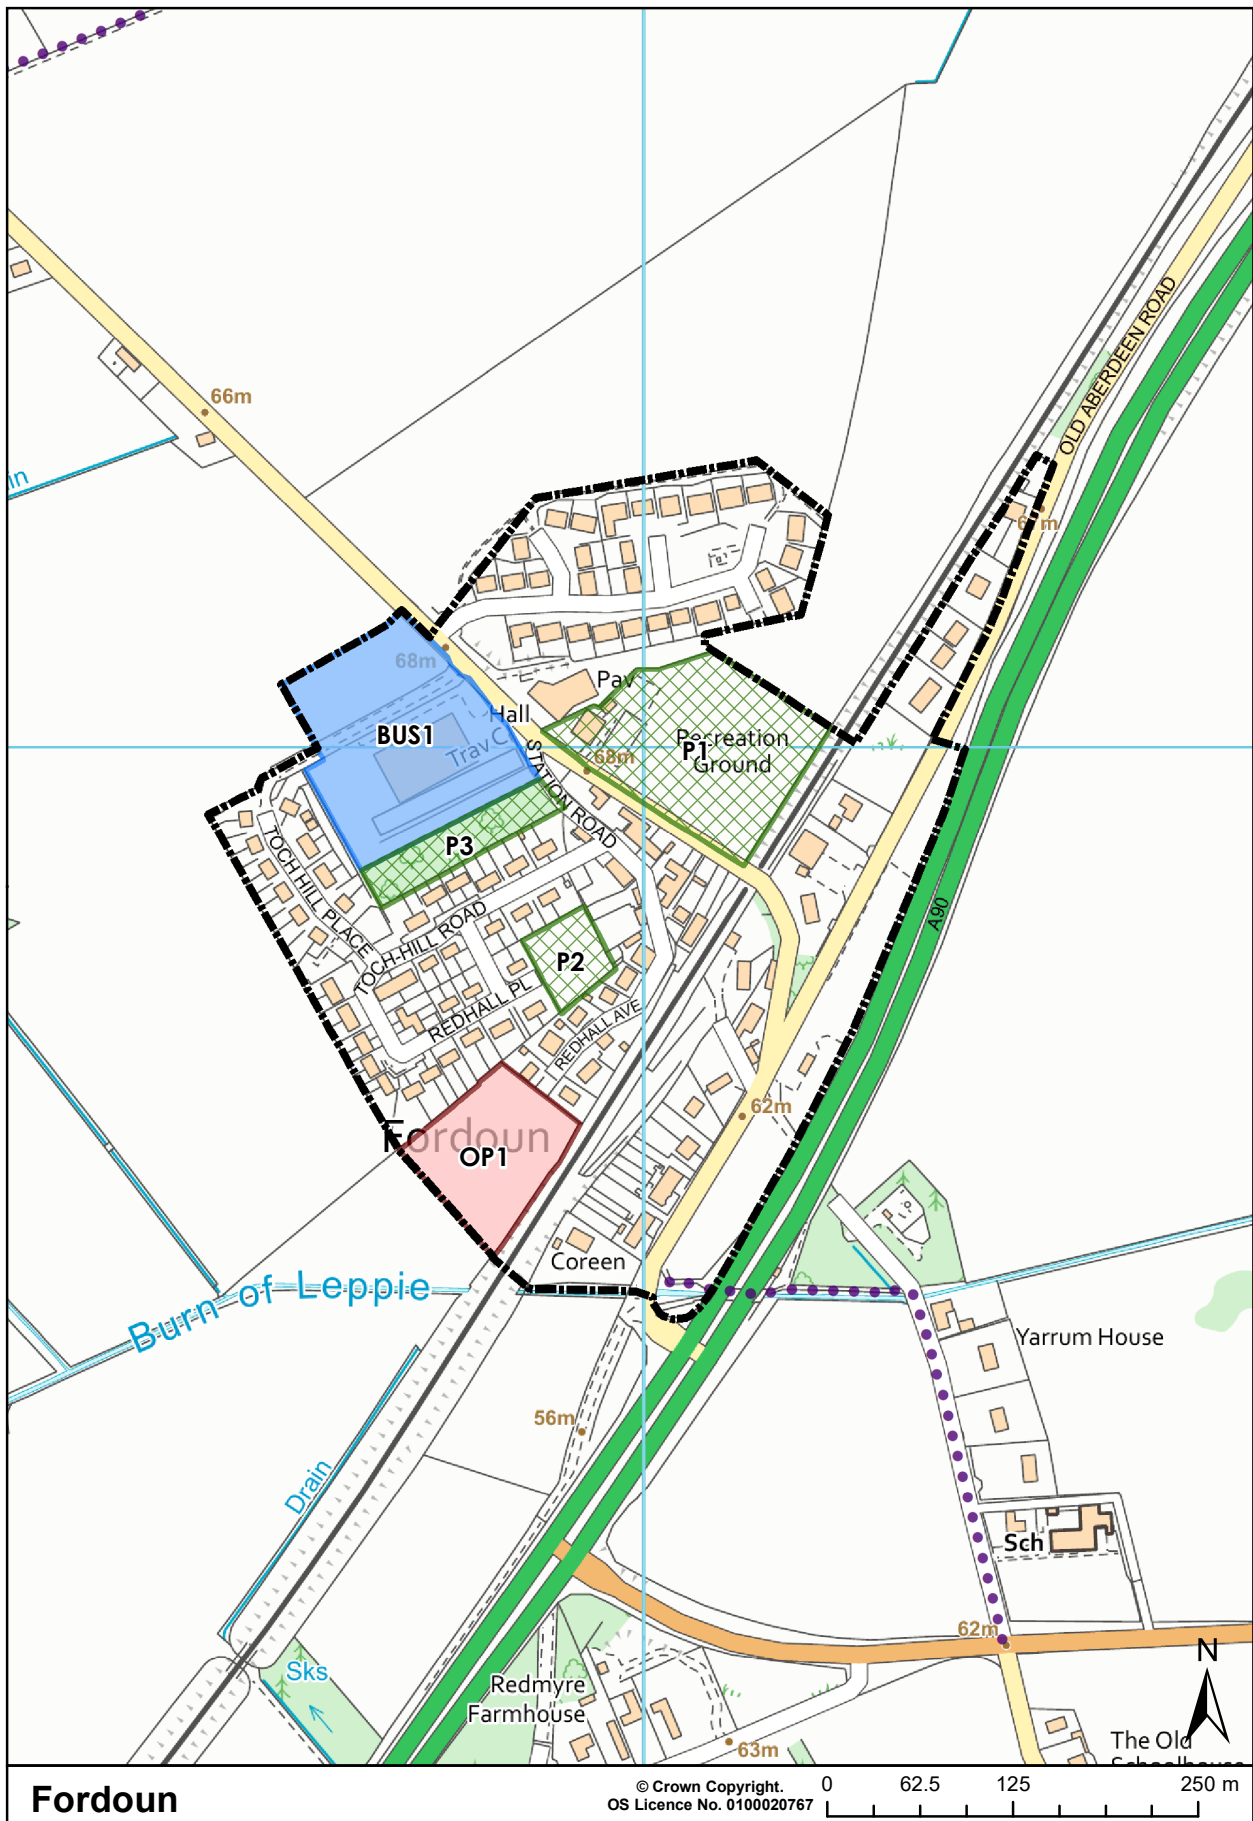 66m
OLD ABERDEEN ROAD
in
68m
Pav
Hall
BUS1
Trav C
P1
Recreation
Ground
68m
STATION ROAD
P3
TOCH HILL PLACE
TOCH-HILL ROAD
A90
P2
REDHALL PL
REDHALL AVE
62m
Fordoun
OP1
Coreen
Burn of Leppie
Yarrum House
56m
Drain
Sch
62m
N
Sks
Redmyre
Farmhouse
63m
The Old
Schoolhouse
Fordoun
© Crown Copyright.
OS Licence No. 0100020767
0 62.5 125 250 m